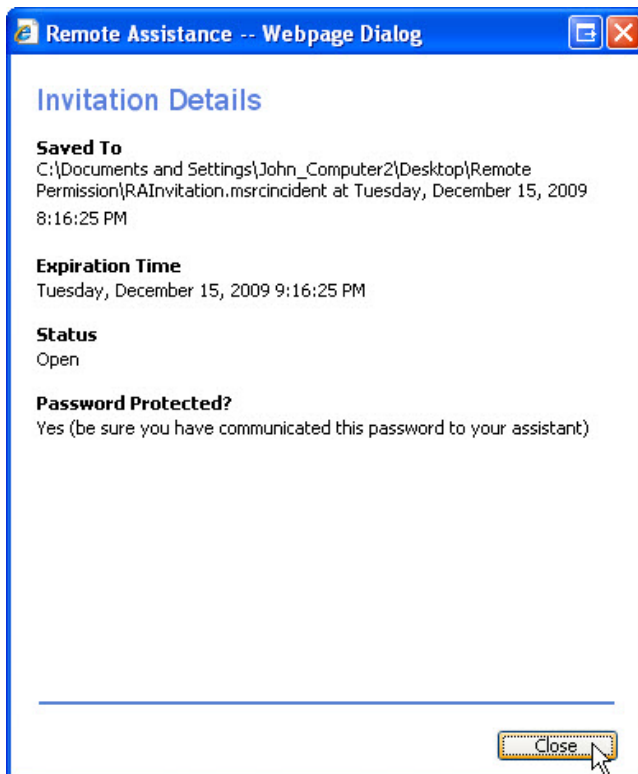 Remote Assistance -- Webpage Dialog
Invitation Details
Saved To
C:\Documents and Settings\John_Computer2\Desktop\Remote
Permission\RAInvitation.msrcincident at Tuesday, December 15, 2009
8:16:25 PM
Expiration Time
Tuesday, December 15, 2009 9:16:25 PM
Status
Open
Password Protected?
Yes (be sure you have communicated this password to your assistant)
Close